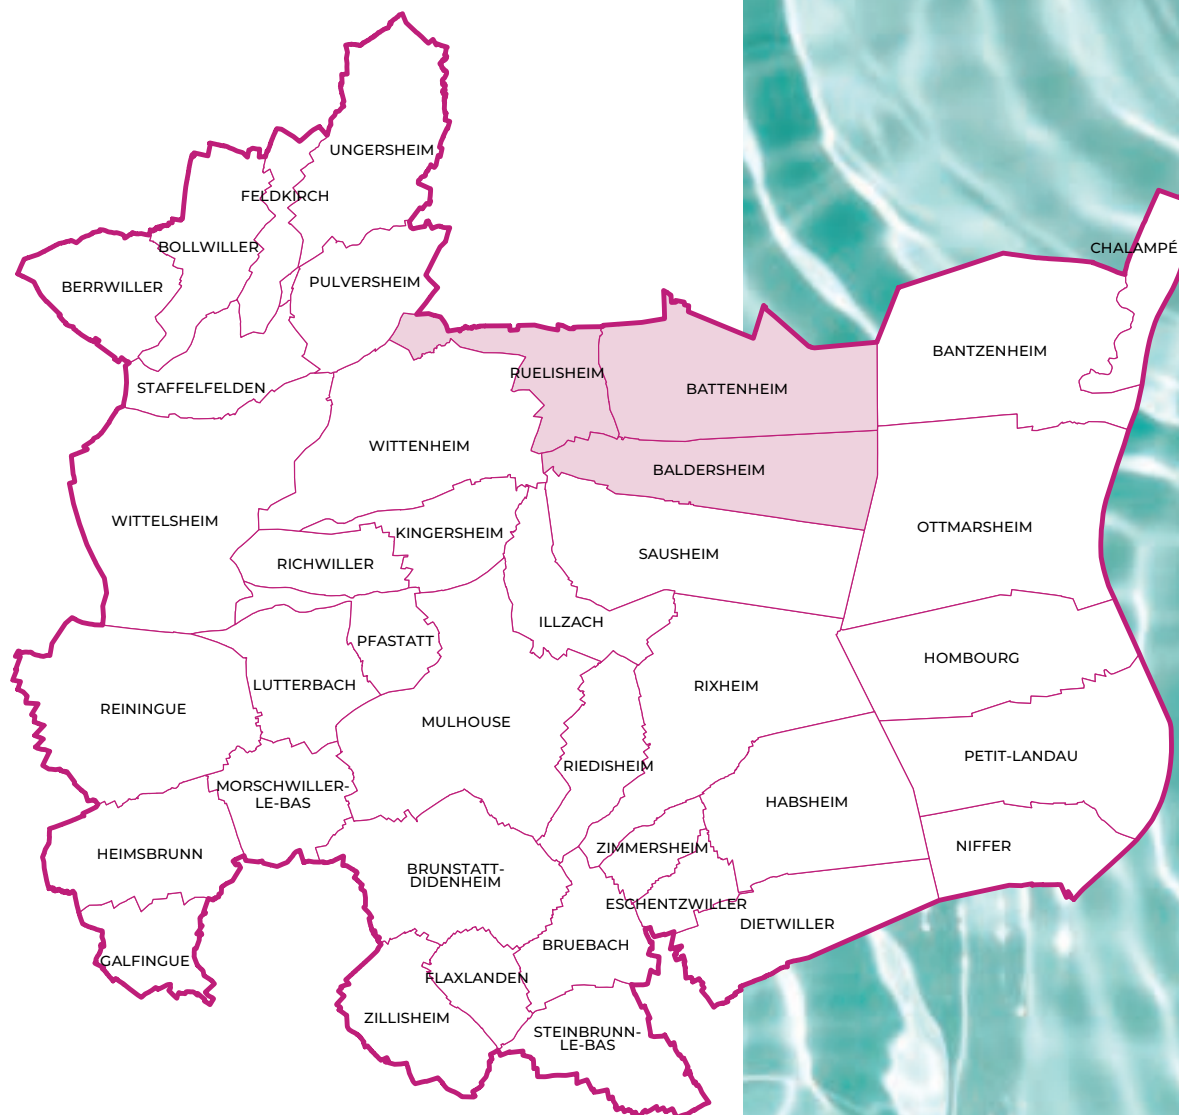 UNGERSHEIM
FELDKIRCH
BOLLWILLER
CHALAMPÉ
BERRWILLER
PULVERSHEIM
BANTZENHEIM
RUELISHEIM
STAFFELFELDEN
BATTENHEIM
WITTENHEIM
BALDERSHEIM
WITTELSHEIM
OTTMARSHEIM
KINGERSHEIM
SAUSHEIM
RICHWILLER
ILLZACH
PFASTATT
HOMBOURG
LUTTERBACH
RIXHEIM
REININGUE
MULHOUSE
PETIT-LANDAU
RIEDISHEIM
MORSCHWILLER-
LE-BAS
HABSHEIM
NIFFER
ZIMMERSHEIM
HEIMSBRUNN
BRUNSTATT-
DIDENHEIM
ESCHENTZWILLER
DIETWILLER
BRUEBACH
GALFINGUE
FLAXLANDEN
ZILLISHEIM
STEINBRUNN-
LE-BAS